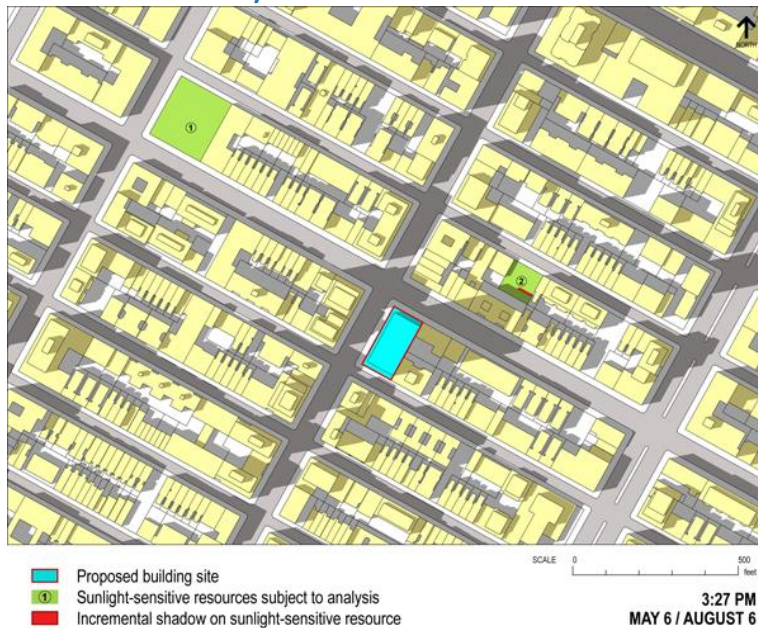 NORTH
①
②
Proposed building site
① Sunlight-sensitive resources subject to analysis
Incremental shadow on sunlight-sensitive resource
SCALE 0 500
feet
3:27 PM
MAY 6 / AUGUST 6